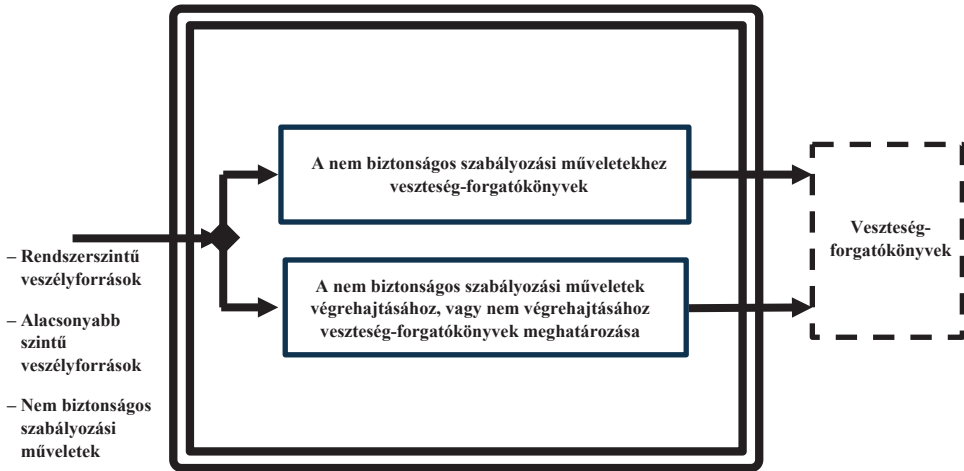 – Rendszerszintű
veszélyforrások
– Alacsonyabb
szintű
veszélyforrások
– Nem biztonságos
szabályozási
műveletek
A nem biztonságos szabályozási műveletekhez
veszteség-forgatókönyvek
A nem biztonságos szabályozási műveletek
végrehajtásához, vagy nem végrehajtásához
veszteség-forgatókönyvek meghatározása
Veszteség-
forgatókönyvek